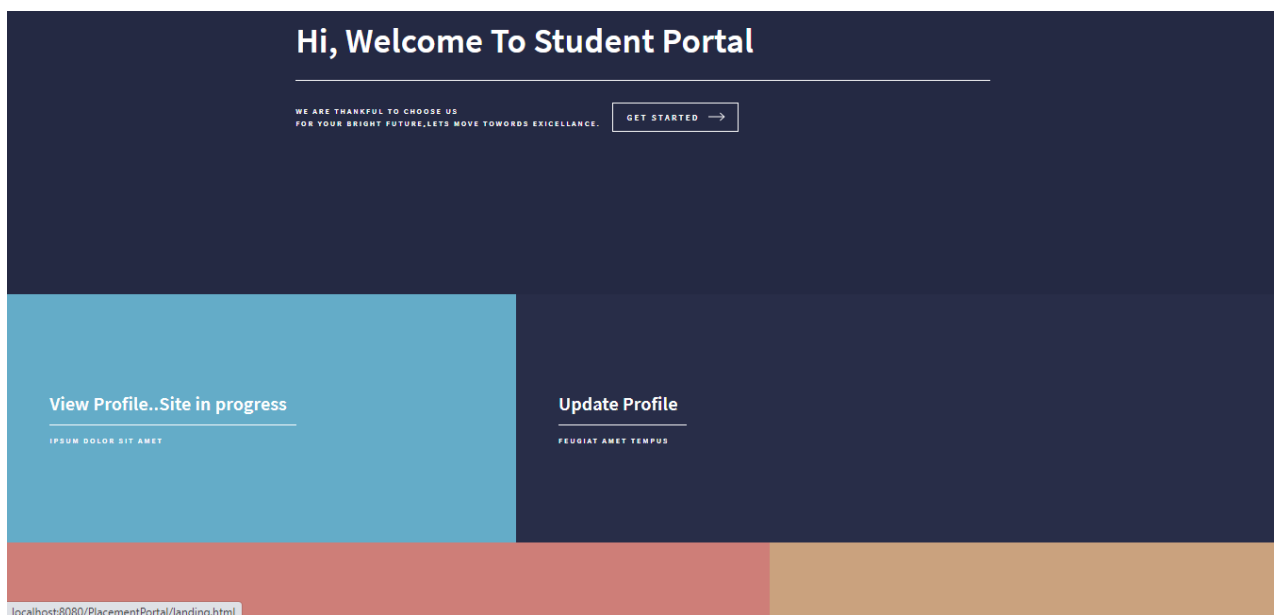 Hi, Welcome To Student Portal
WE ARE THANKFUL TO CHOOSE US
FOR YOUR BRIGHT FUTURE,LETS MOVE TOWORDS EXICELLANCE.
GET STARTED
View Profile..Site in progress
IPSUM DOLOR SIT AMET
Update Profile
FEUGIAT AMET TEMPUS
localhost:8080/PlacementPortal/landing.html